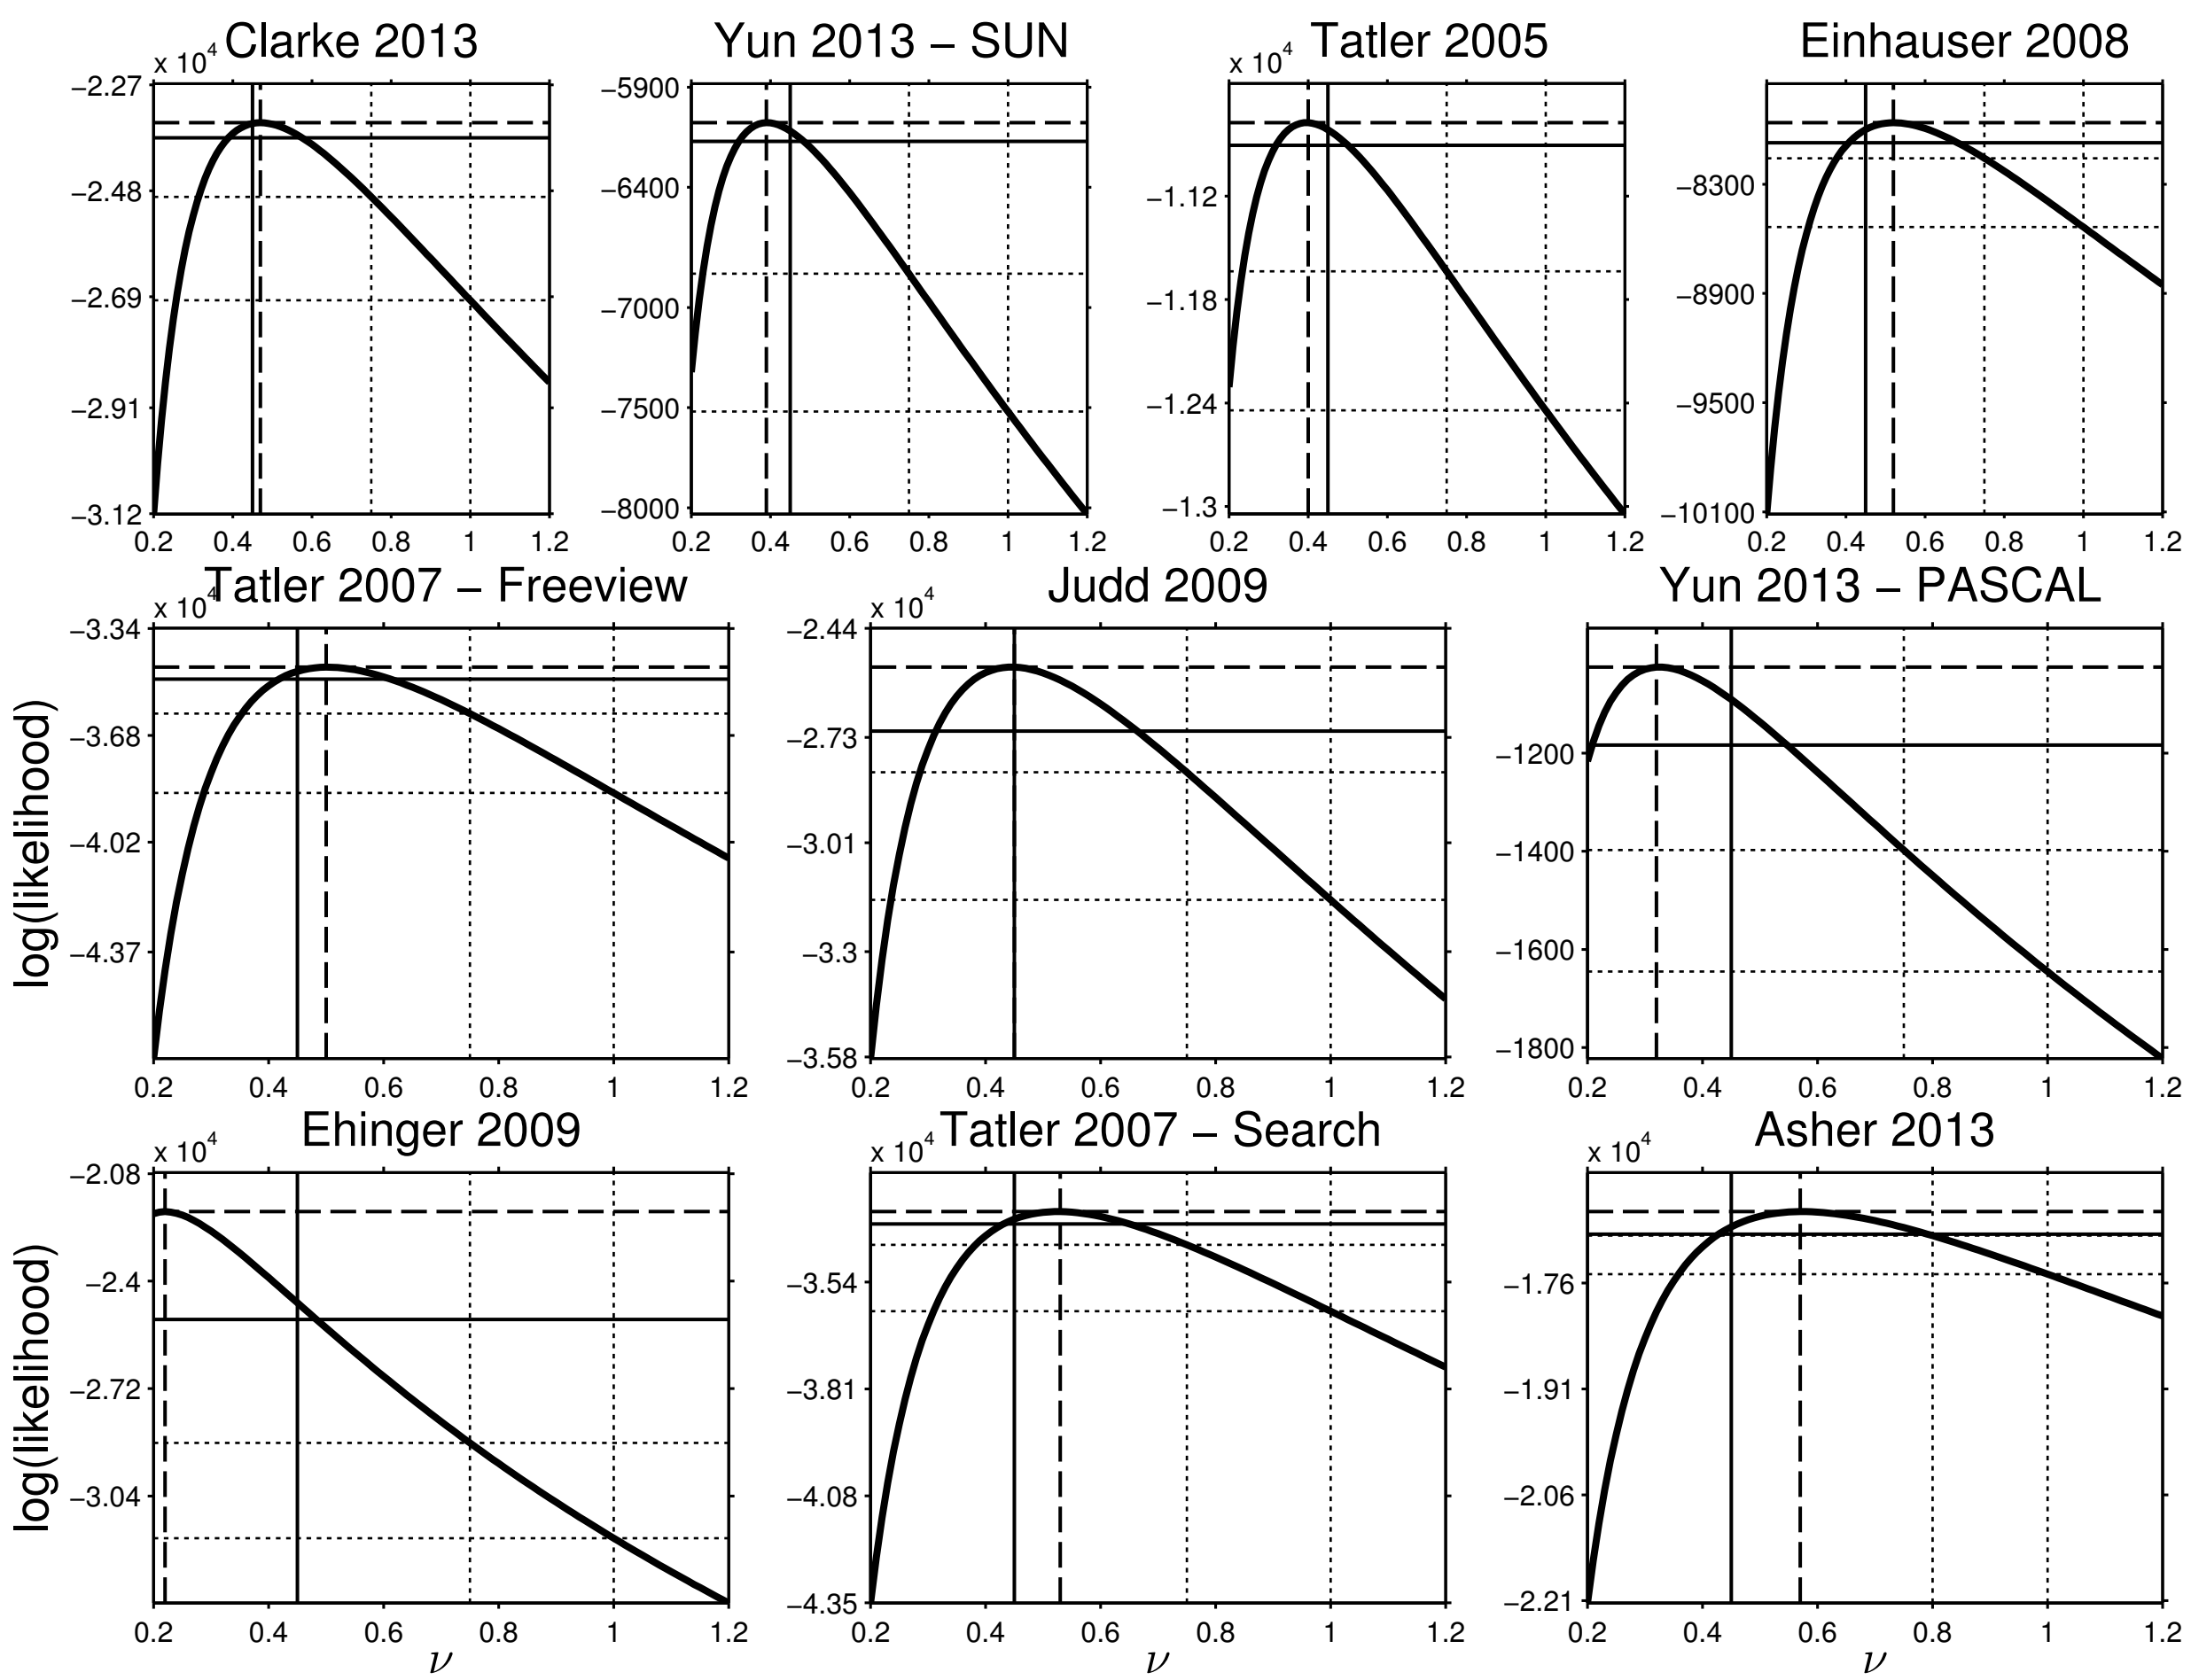 Clarke 2013
x 10^4
−2.27
−2.48
−2.69
−2.91
−3.12
0.2 0.4 0.6 0.8 1 1.2
Yun 2013 − SUN
−5900
−6400
−7000
−7500
−8000
0.2 0.4 0.6 0.8 1 1.2
Tatler 2005
x 10^4
−1.12
−1.18
−1.24
−1.3
0.2 0.4 0.6 0.8 1 1.2
Einhauser 2008
−8300
−8900
−9500
−10100
0.2 0.4 0.6 0.8 1 1.2
Tatler 2007 − Freeview
x 10^4
log(likelihood)
−3.34
−3.68
−4.02
−4.37
0.2 0.4 0.6 0.8 1 1.2
Judd 2009
x 10^4
−2.44
−2.73
−3.01
−3.3
−3.58
0.2 0.4 0.6 0.8 1 1.2
Yun 2013 − PASCAL
−1200
−1400
−1600
−1800
0.2 0.4 0.6 0.8 1 1.2
Ehinger 2009
x 10^4
log(likelihood)
−2.08
−2.4
−2.72
−3.04
0.2 0.4 0.6 0.8 1 1.2
ν
Tatler 2007 − Search
x 10^4
−3.54
−3.81
−4.08
−4.35
0.2 0.4 0.6 0.8 1 1.2
ν
Asher 2013
x 10^4
−1.76
−1.91
−2.06
−2.21
0.2 0.4 0.6 0.8 1 1.2
ν